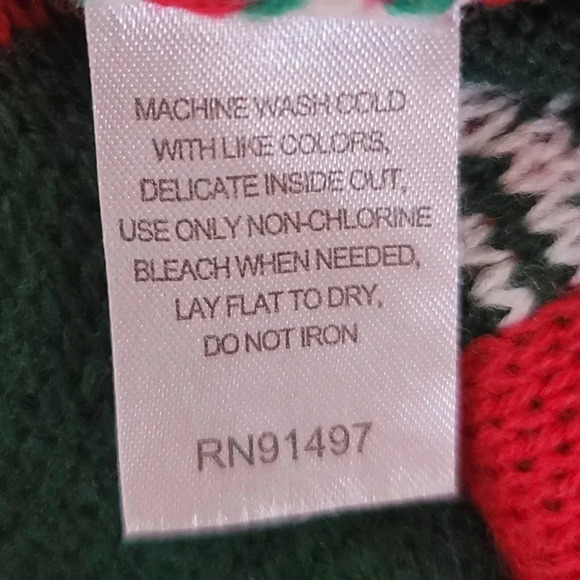 MACHINE WASH COLD
WITH LIKE COLORS,
DELICATE INSIDE OUT,
USE ONLY NON-CHLORINE
BLEACH WHEN NEEDED,
LAY FLAT TO DRY,
DO NOT IRON
RN91497